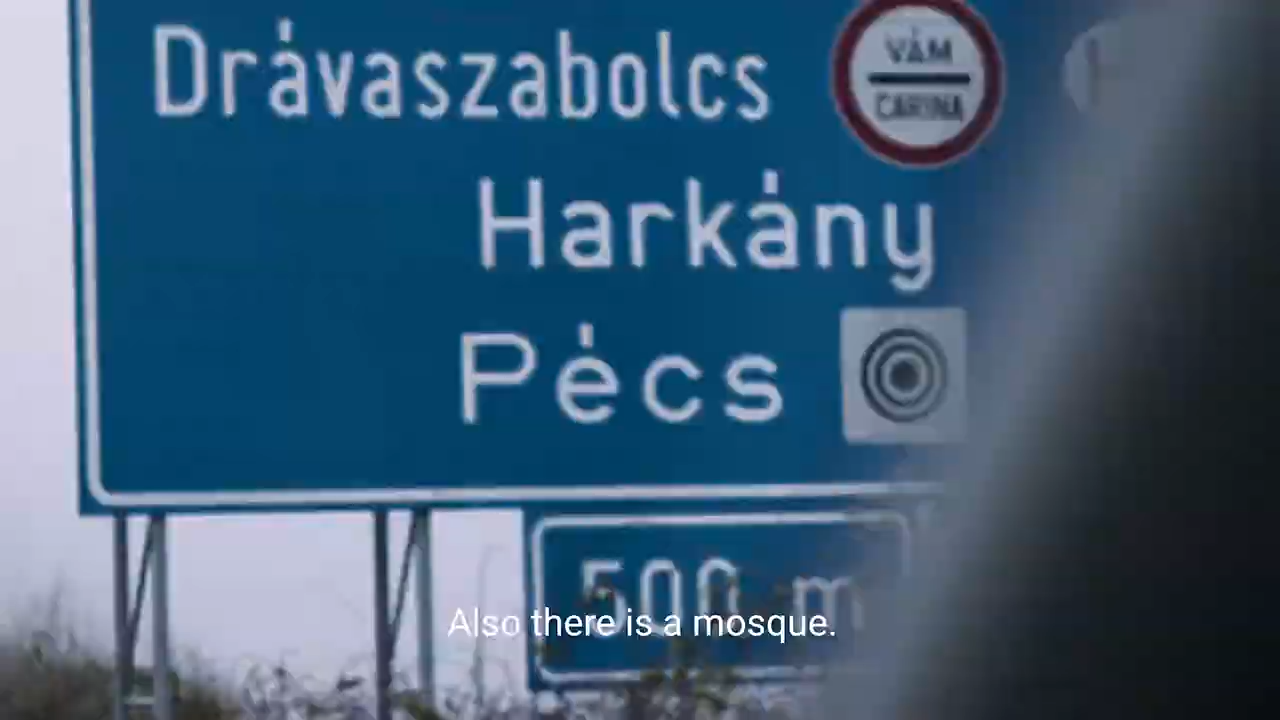 Drávaszabolcs
VÁM
CARINA
Harkány
Pécs
500 m
Also there is a mosque.